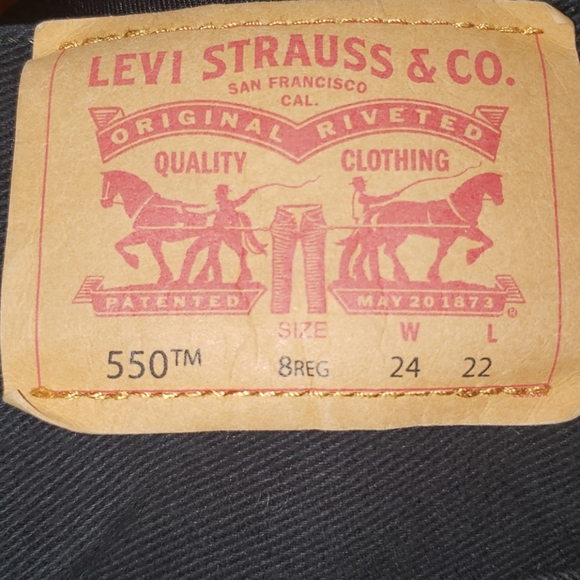 LEVI STRAUSS & CO.
SAN FRANCISCO
CAL.
ORIGINAL RIVETED
QUALITY CLOTHING
PATENTED MAY 20 1873 ®
SIZE W L
550™ 8REG 24 22